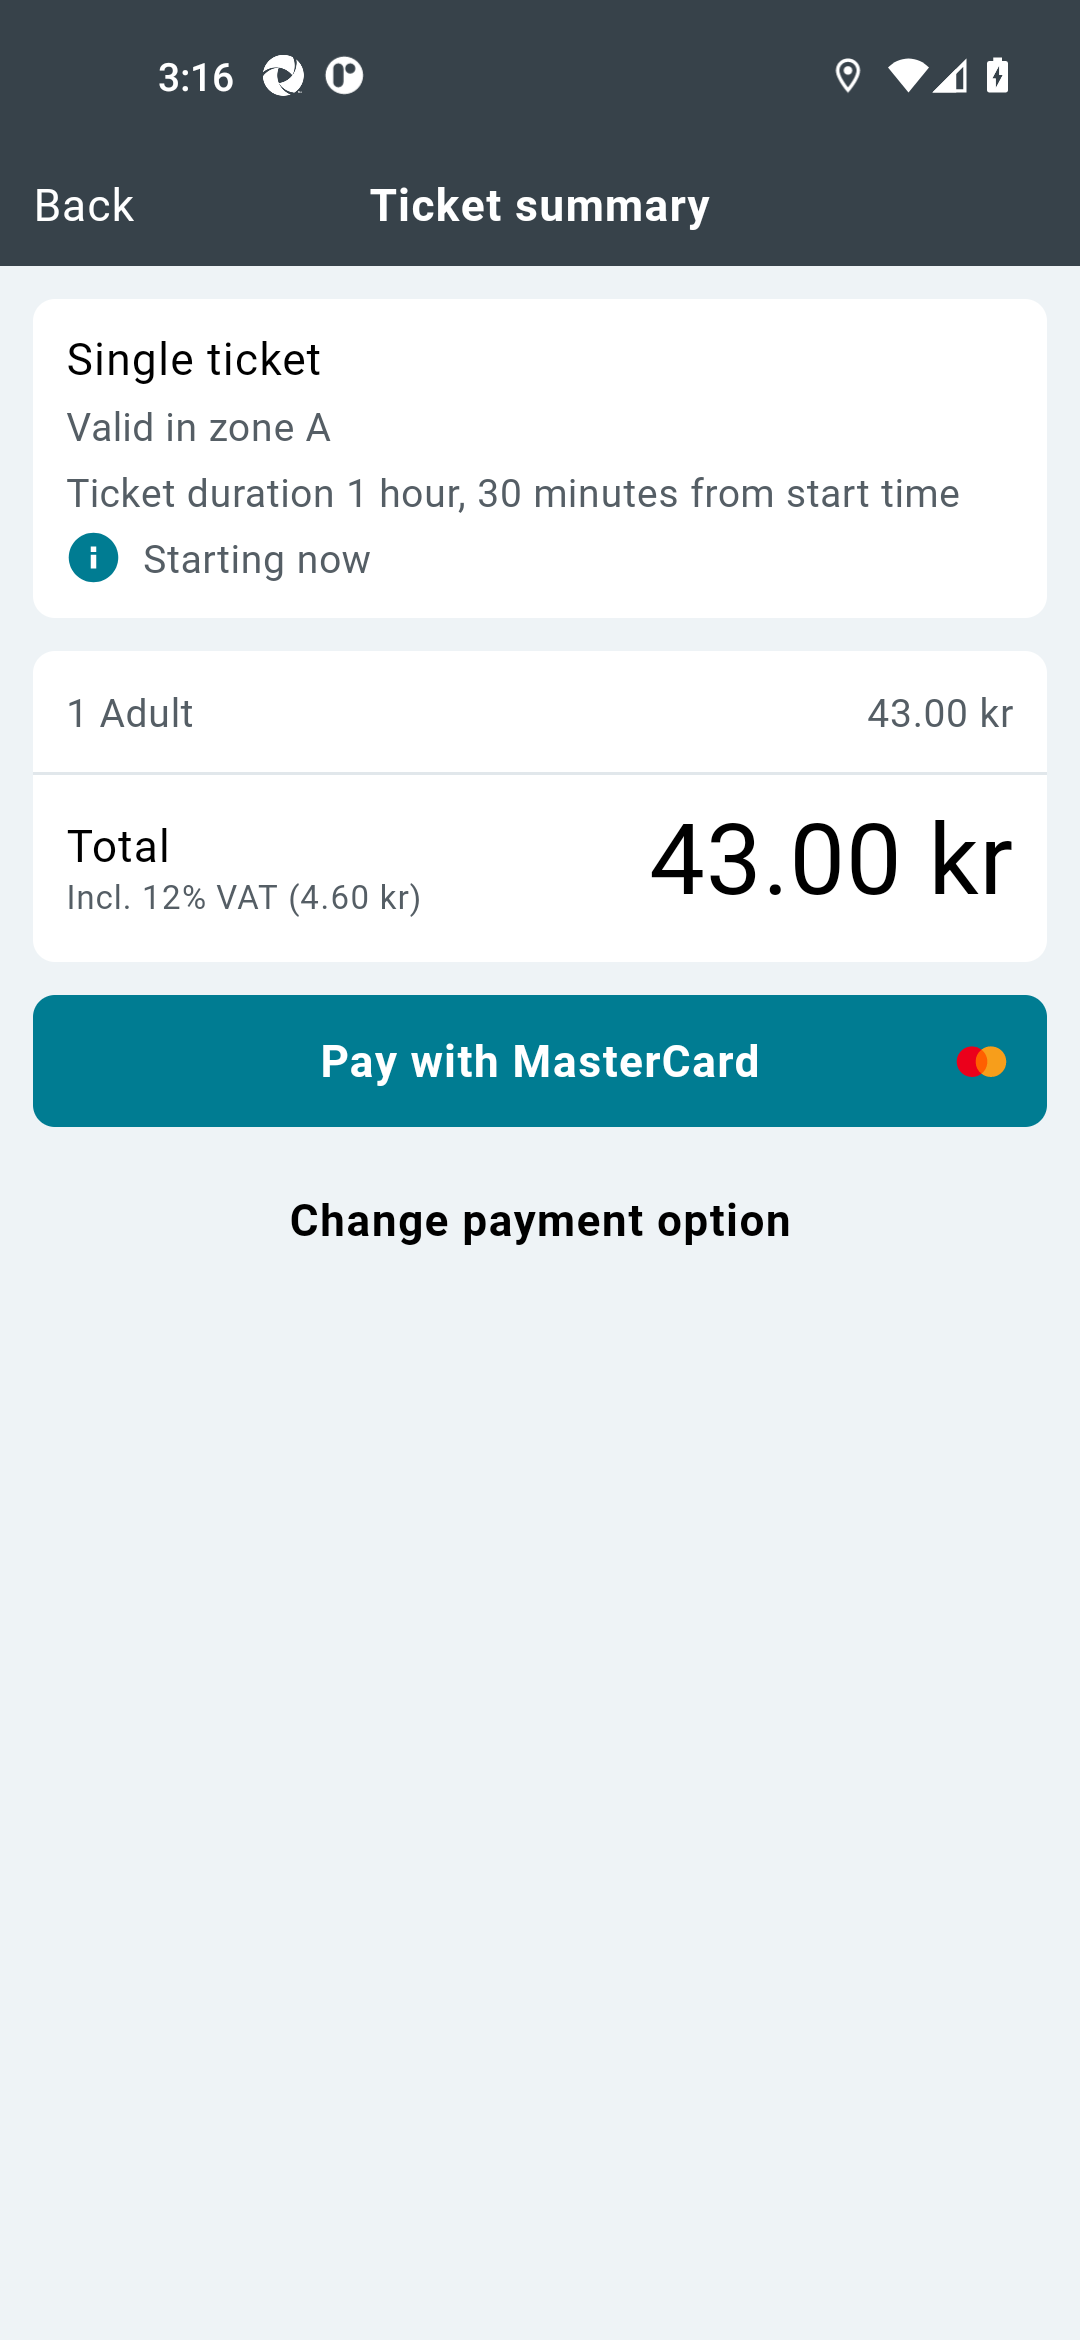 3:16
Back
Ticket summary
Single ticket
Valid in zone A
Ticket duration 1 hour, 30 minutes from start time
Starting now
1 Adult 43.00 kr
Total 43.00 kr
Incl. 12% VAT (4.60 kr)
Pay with MasterCard
Change payment option